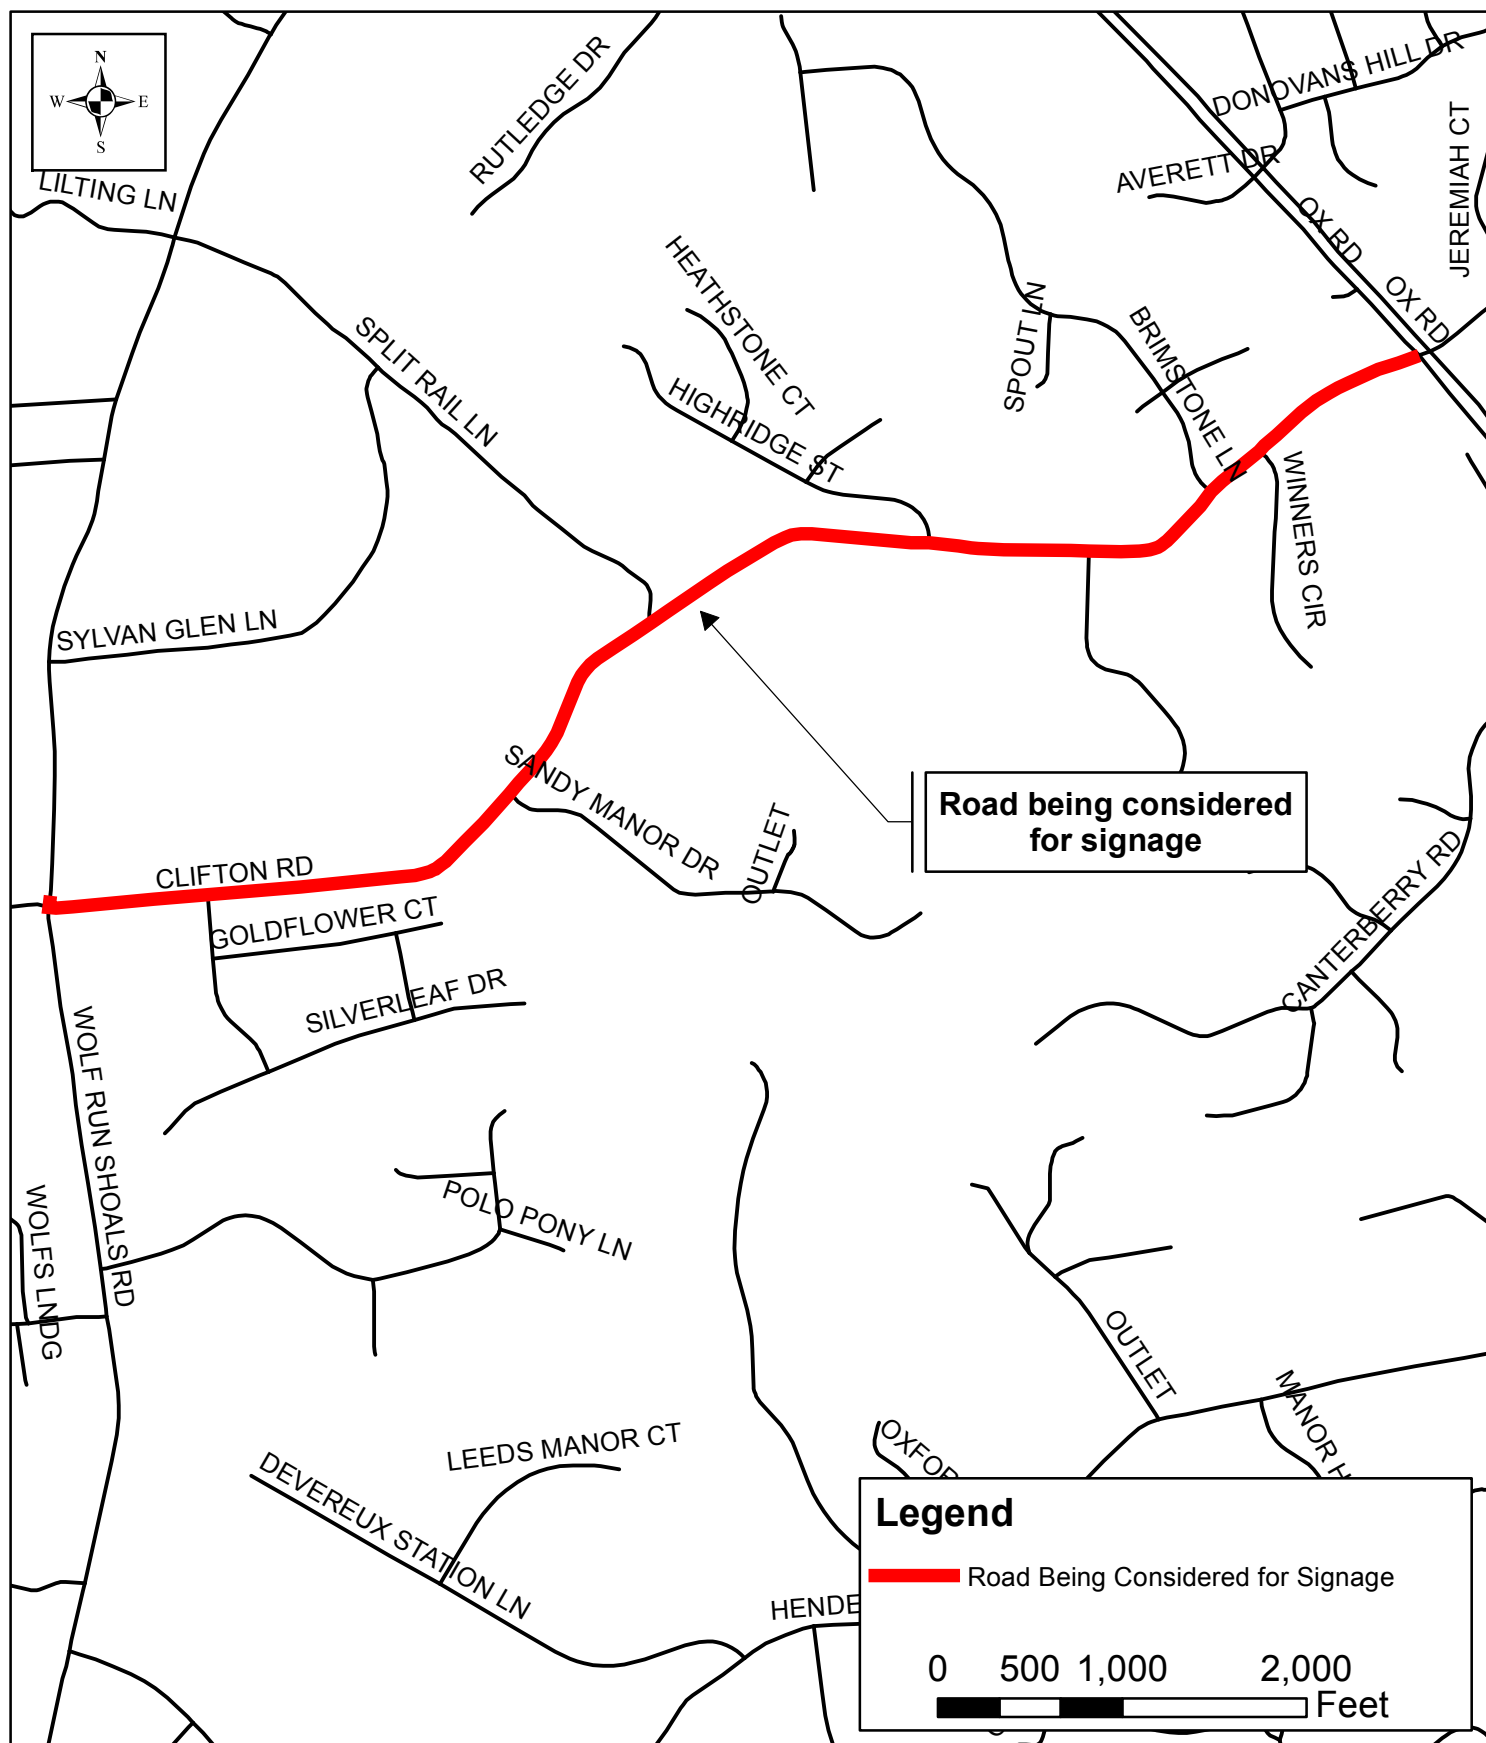 N
W E
S
RUTLEDGE DR
DONOVANS HILL DR
JEREMIAH CT
AVERETT DR
LILTING LN
OX RD
OX RD
HEATHSTONE CT
SPOUT LN
BRIMSTONE LN
SPLIT RAIL LN
HIGHRIDGE ST
WINNERS CIR
SYLVAN GLEN LN
SANDY MANOR DR
OUTLET
Road being considered
for signage
CANTERBERRY RD
CLIFTON RD
GOLDFLOWER CT
SILVERLEAF DR
WOLF RUN SHOALS RD
WOLFS LNDG
POLO PONY LN
OUTLET
MANOR H
LEEDS MANOR CT
OXFOR
DEVEREUX STATION LN
HENDE
Legend
Road Being Considered for Signage
0 500 1,000 2,000
Feet